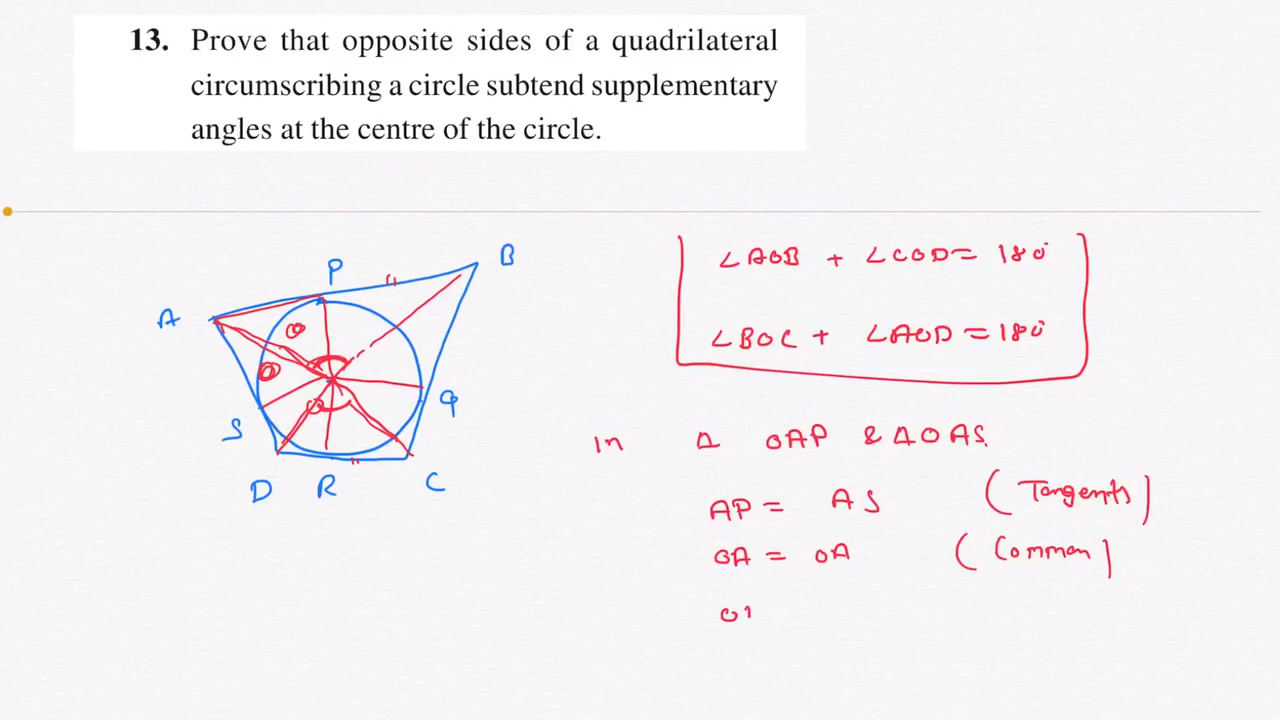 13. Prove that opposite sides of a quadrilateral
circumscribing a circle subtend supplementary
angles at the centre of the circle.
∠AOB + ∠COD = 180°
∠BOC + ∠AOD = 180°
A
P
B
S
Q
D
R
C
In Δ OAP & Δ OAS
AP = AS (Tangents)
OA = OA (Common)